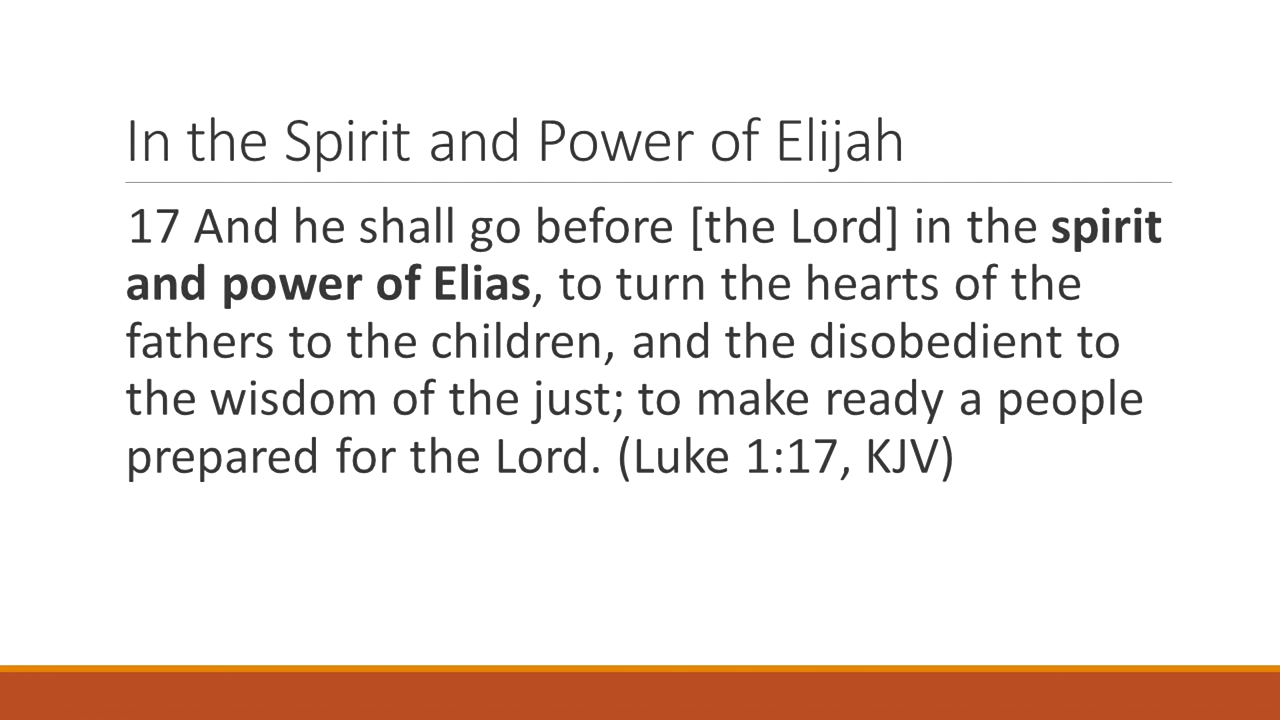 In the Spirit and Power of Elijah
17 And he shall go before [the Lord] in the spirit
and power of Elias, to turn the hearts of the
fathers to the children, and the disobedient to
the wisdom of the just; to make ready a people
prepared for the Lord. (Luke 1:17, KJV)